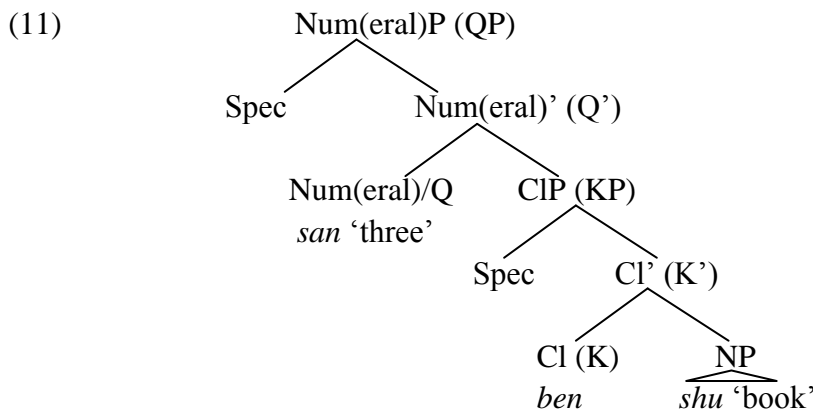 (11) Num(eral)P (QP)
Spec Num(eral)’ (Q’)
Num(eral)/Q ClP (KP)
san ‘three’
Spec Cl’ (K’)
Cl (K) NP
ben shu ‘book’